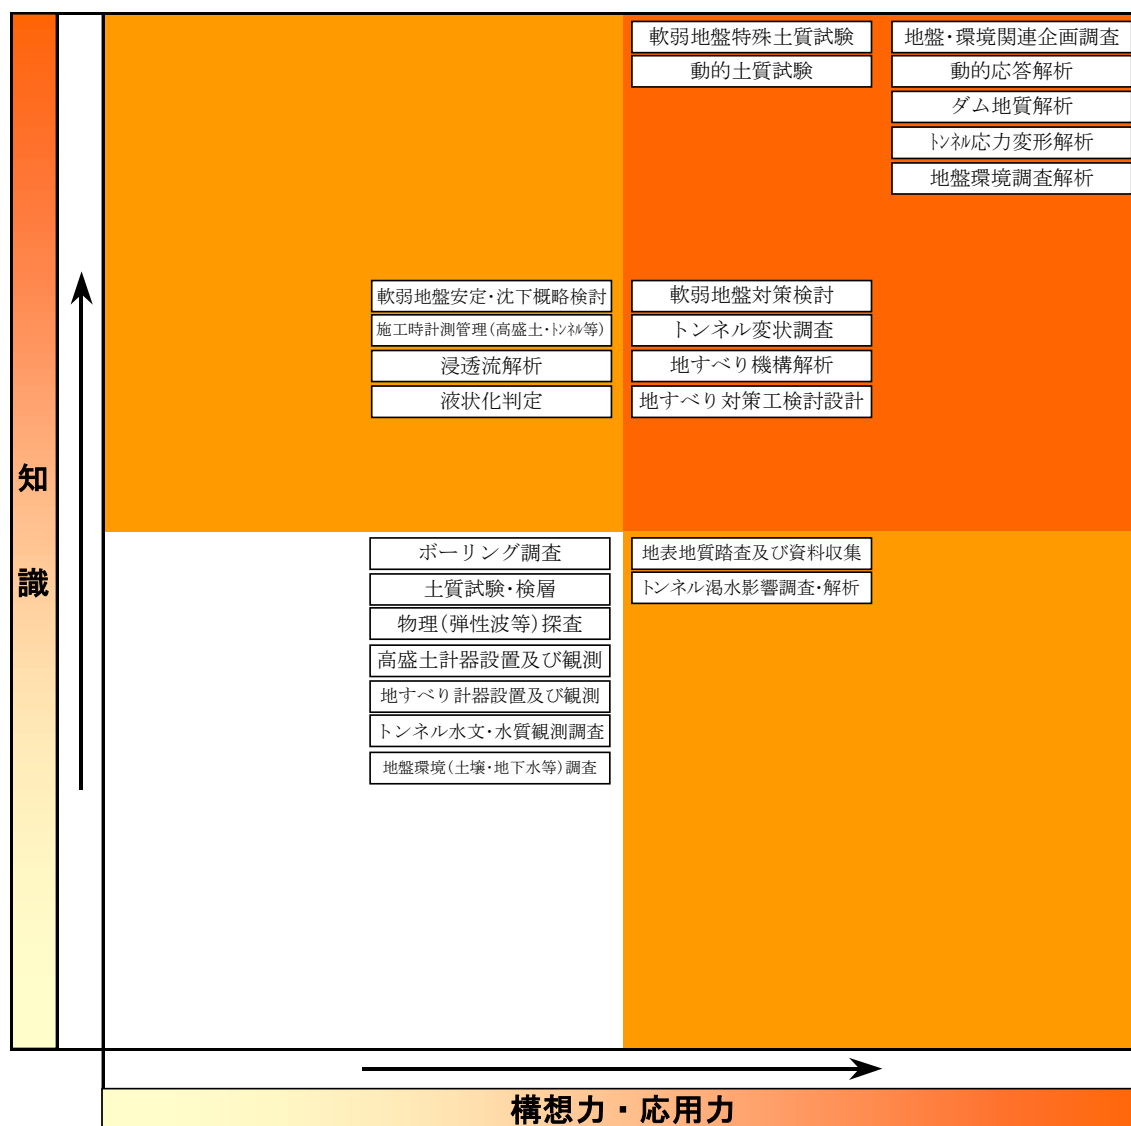 軟弱地盤特殊土質試験
動的土質試験
地盤・環境関連企画調査
動的応答解析
ダム地質解析
ﾄﾝﾈﾙ応力変形解析
地盤環境調査解析
軟弱地盤安定・沈下概略検討
施工時計測管理(高盛土・ﾄﾝﾈﾙ等)
浸透流解析
液状化判定
軟弱地盤対策検討
トンネル変状調査
地すべり機構解析
地すべり対策工検討設計
知
識
ボーリング調査
土質試験・検層
物理(弾性波等)探査
高盛土計器設置及び観測
地すべり計器設置及び観測
トンネル水文・水質観測調査
地盤環境(土壌・地下水等)調査
地表地質踏査及び資料収集
トンネル渇水影響調査・解析
構想力・応用力